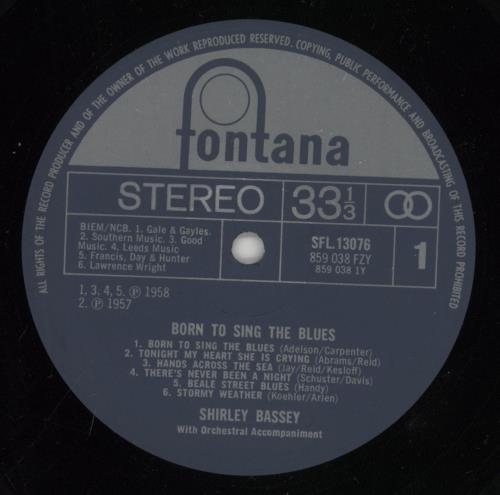 ALL RIGHTS OF THE RECORD PRODUCER AND OF THE OWNER OF THE WORK REPRODUCED RESERVED. COPYING, PUBLIC PERFORMANCE AND BROADCASTING OF THIS RECORD PROHIBITED
fontana
STEREO 33⅓
BIEM/NCB. 1. Gale & Gayles.
2. Southern Music. 3. Good
Music. 4. Leeds Music
5. Francis, Day & Hunter
6. Lawrence Wright
SFL.13076
859 038 FZY
859 038 1Y
1
1, 3, 4, 5. ℗ 1958
2. ℗ 1957
BORN TO SING THE BLUES
1. BORN TO SING THE BLUES (Adelson/Carpenter)
2. TONIGHT MY HEART SHE IS CRYING (Abrams/Reid)
3. HANDS ACROSS THE SEA (Jay/Reid/Kesloff)
4. THERE'S NEVER BEEN A NIGHT (Schuster/Davis)
5. BEALE STREET BLUES (Handy)
6. STORMY WEATHER (Koehler/Arlen)
SHIRLEY BASSEY
With Orchestral Accompaniment